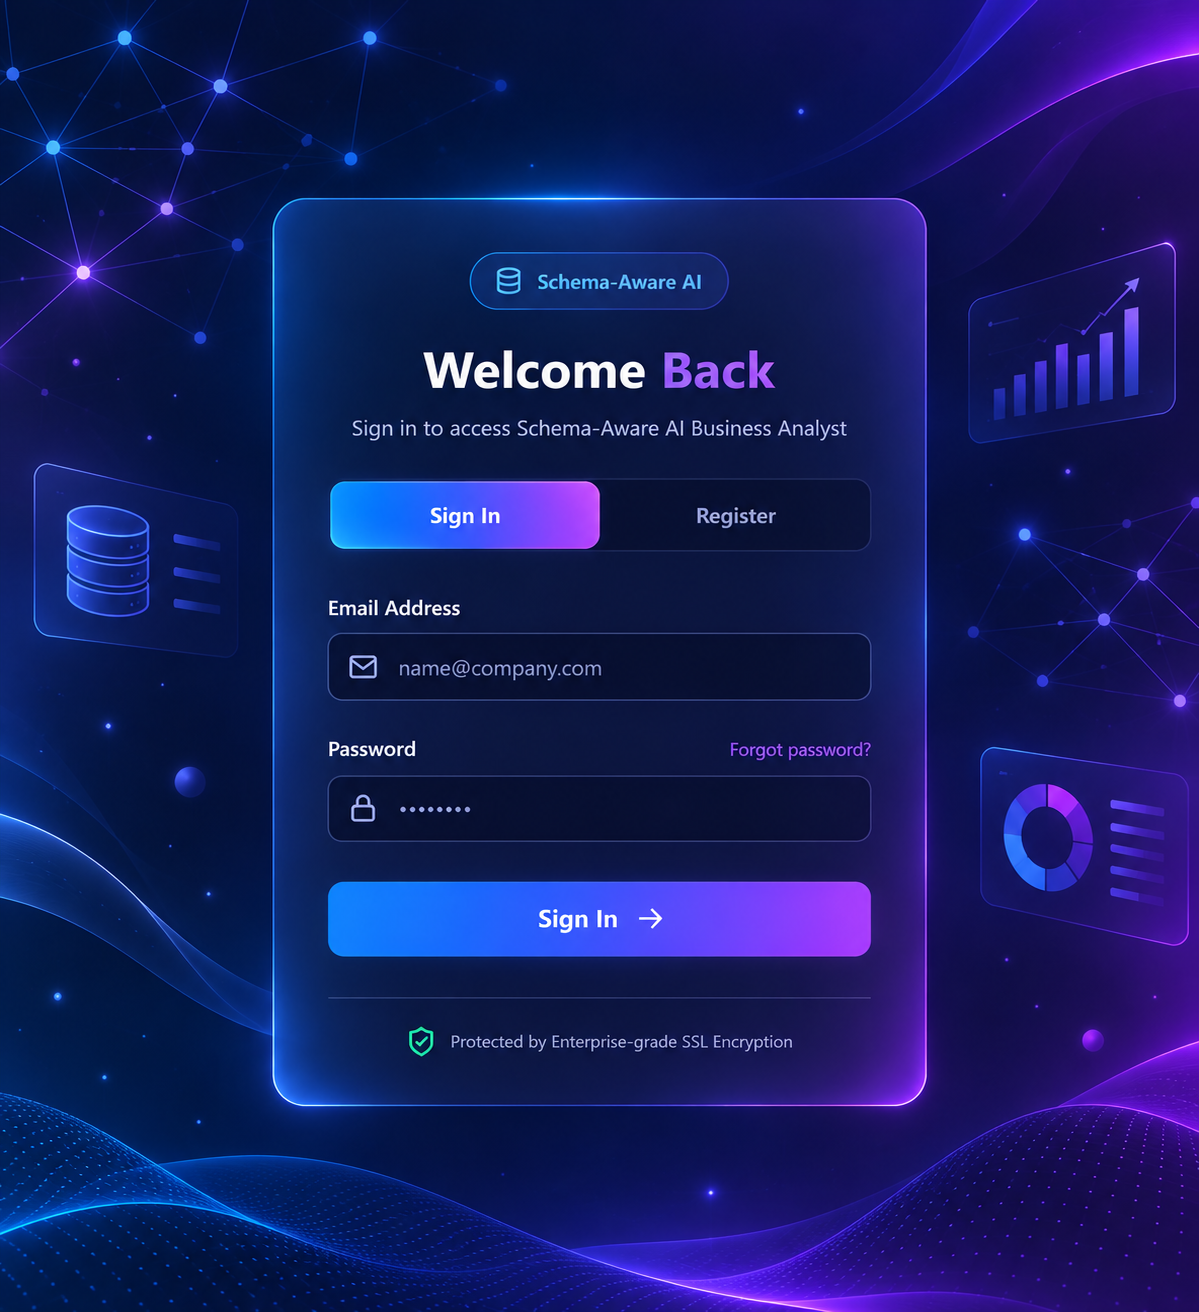 Schema-Aware AI
Welcome Back
Sign in to access Schema-Aware AI Business Analyst
Sign In
Register
Email Address
name@company.com
Password
Forgot password?
••••••••
Sign In →
Protected by Enterprise-grade SSL Encryption